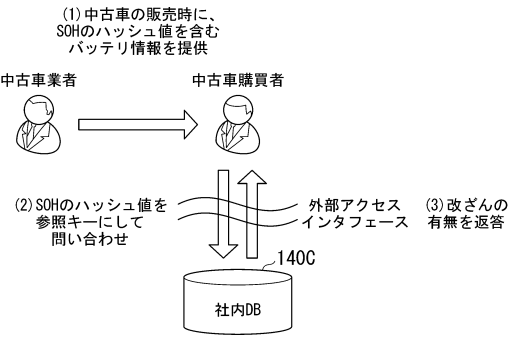 (1)中古車の販売時に、
SOHのハッシュ値を含む
バッテリ情報を提供
中古車業者
中古車購買者
(2)SOHのハッシュ値を
参照キーにして
問い合わせ
外部アクセス
インタフェース
(3)改ざんの
有無を返答
140C
社内DB